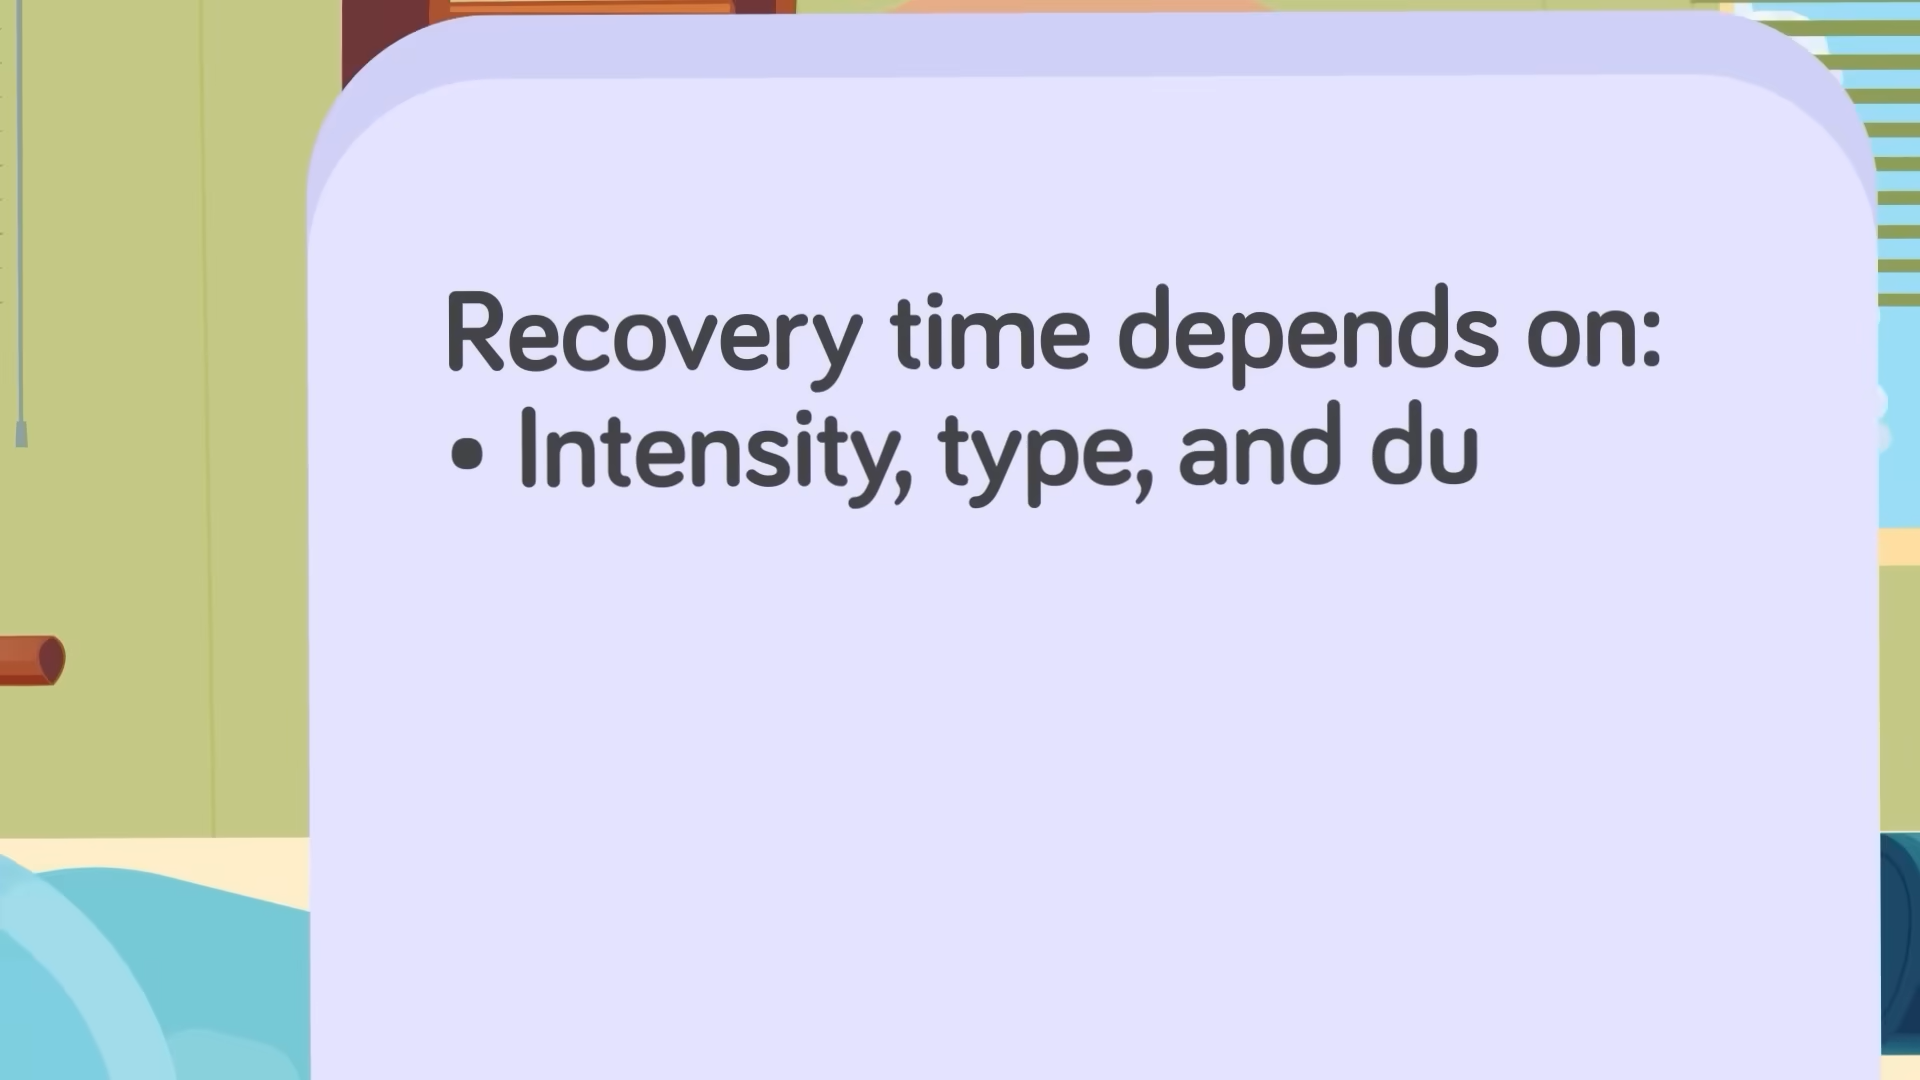 Recovery time depends on:
• Intensity, type, and du